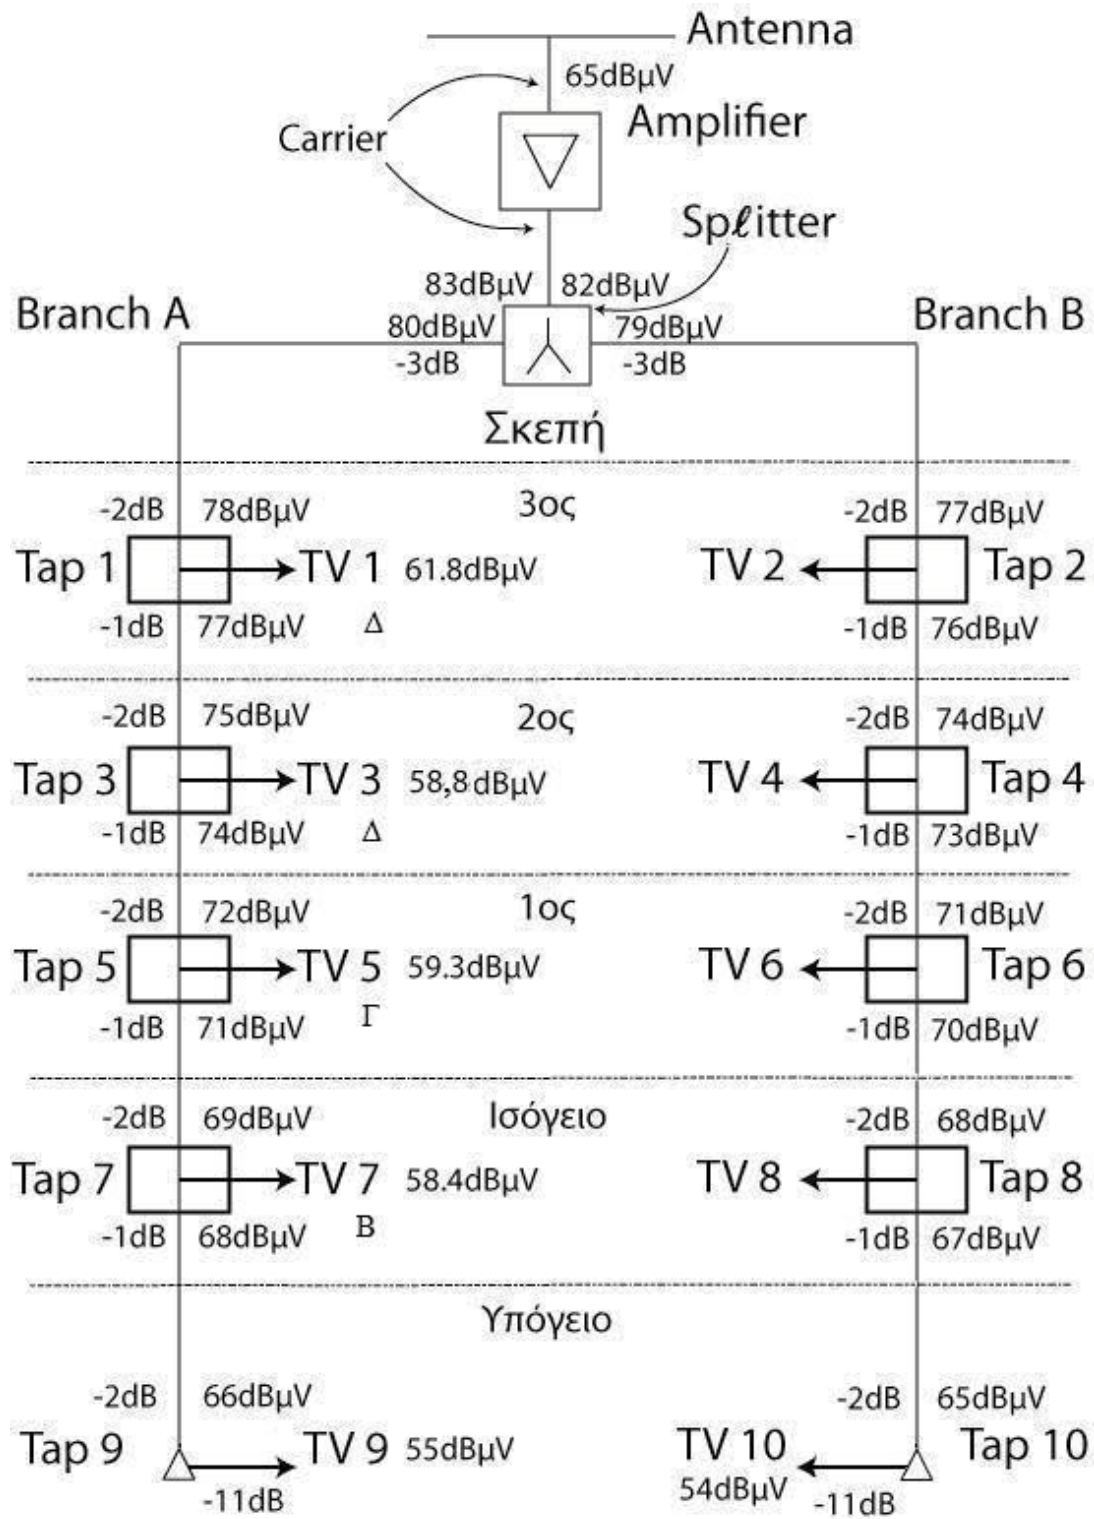 Antenna
65dBμV
Amplifier
Carrier
Spℓitter
83dBμV 82dBμV
Branch A 80dBμV 79dBμV Branch B
-3dB -3dB
Σκεπή
-2dB 78dBμV 3ος -2dB 77dBμV
Tap 1 TV 1 61.8dBμV TV 2 Tap 2
-1dB 77dBμV Δ -1dB 76dBμV
-2dB 75dBμV 2ος -2dB 74dBμV
Tap 3 TV 3 58,8 dBμV TV 4 Tap 4
-1dB 74dBμV Δ -1dB 73dBμV
-2dB 72dBμV 1ος -2dB 71dBμV
Tap 5 TV 5 59.3dBμV TV 6 Tap 6
-1dB 71dBμV Γ -1dB 70dBμV
-2dB 69dBμV Ισόγειο -2dB 68dBμV
Tap 7 TV 7 58.4dBμV TV 8 Tap 8
-1dB 68dBμV Β -1dB 67dBμV
Υπόγειο
-2dB 66dBμV -2dB 65dBμV
Tap 9 TV 9 55dBμV TV 10 Tap 10
-11dB 54dBμV -11dB